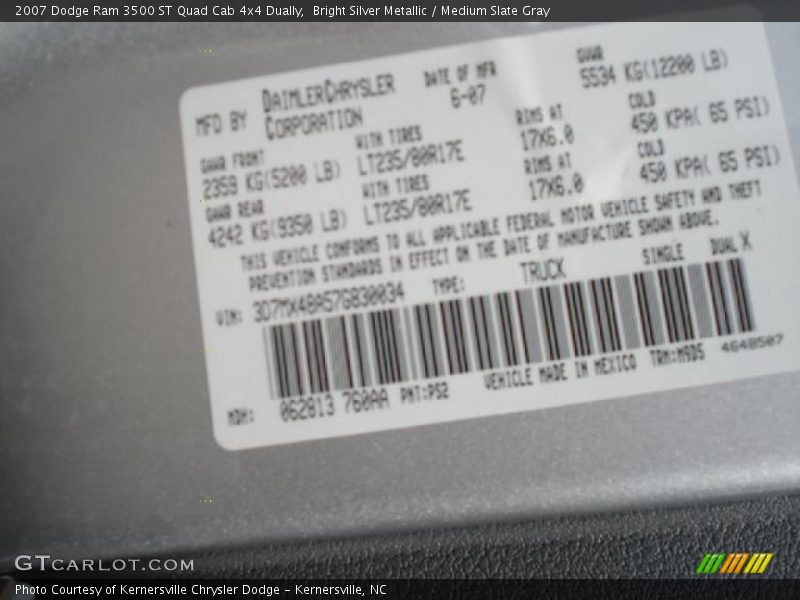 2007 Dodge Ram 3500 ST Quad Cab 4x4 Dually, Bright Silver Metallic / Medium Slate Gray
MFD BY DAIMLERCHRYSLER CORPORATION DATE OF MFR 6-07 GVWR 5534 KG(12200 LB)
GAWR FRONT WITH TIRES RIMS AT COLD
2359 KG(5200 LB) LT235/80R17E 17X6.0 450 KPA( 65 PSI)
GAWR REAR WITH TIRES RIMS AT COLD
4242 KG(9350 LB) LT235/80R17E 17X6.0 450 KPA( 65 PSI)
THIS VEHICLE CONFORMS TO ALL APPLICABLE FEDERAL MOTOR VEHICLE SAFETY AND THEFT
PREVENTION STANDARDS IN EFFECT ON THE DATE OF MANUFACTURE SHOWN ABOVE.
VIN: 3D7MX48A57G830034 TYPE: TRUCK SINGLE DUAL X
MDH: 062813 760AA PNT:PS2 VEHICLE MADE IN MEXICO TRM:M9D5 4648507
GTCARLOT.COM
Photo Courtesy of Kernersville Chrysler Dodge - Kernersville, NC